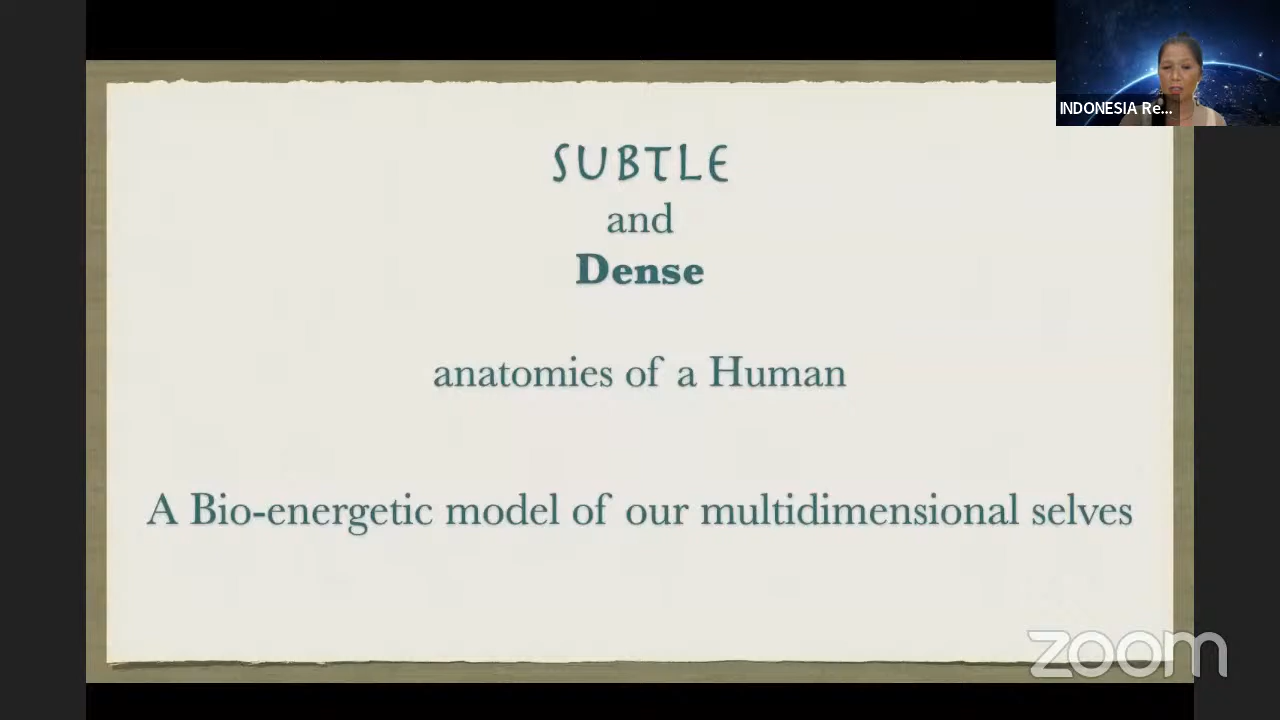 SUBTLE
and
Dense
anatomies of a Human
A Bio-energetic model of our multidimensional selves
INDONESIA Re...
zoom